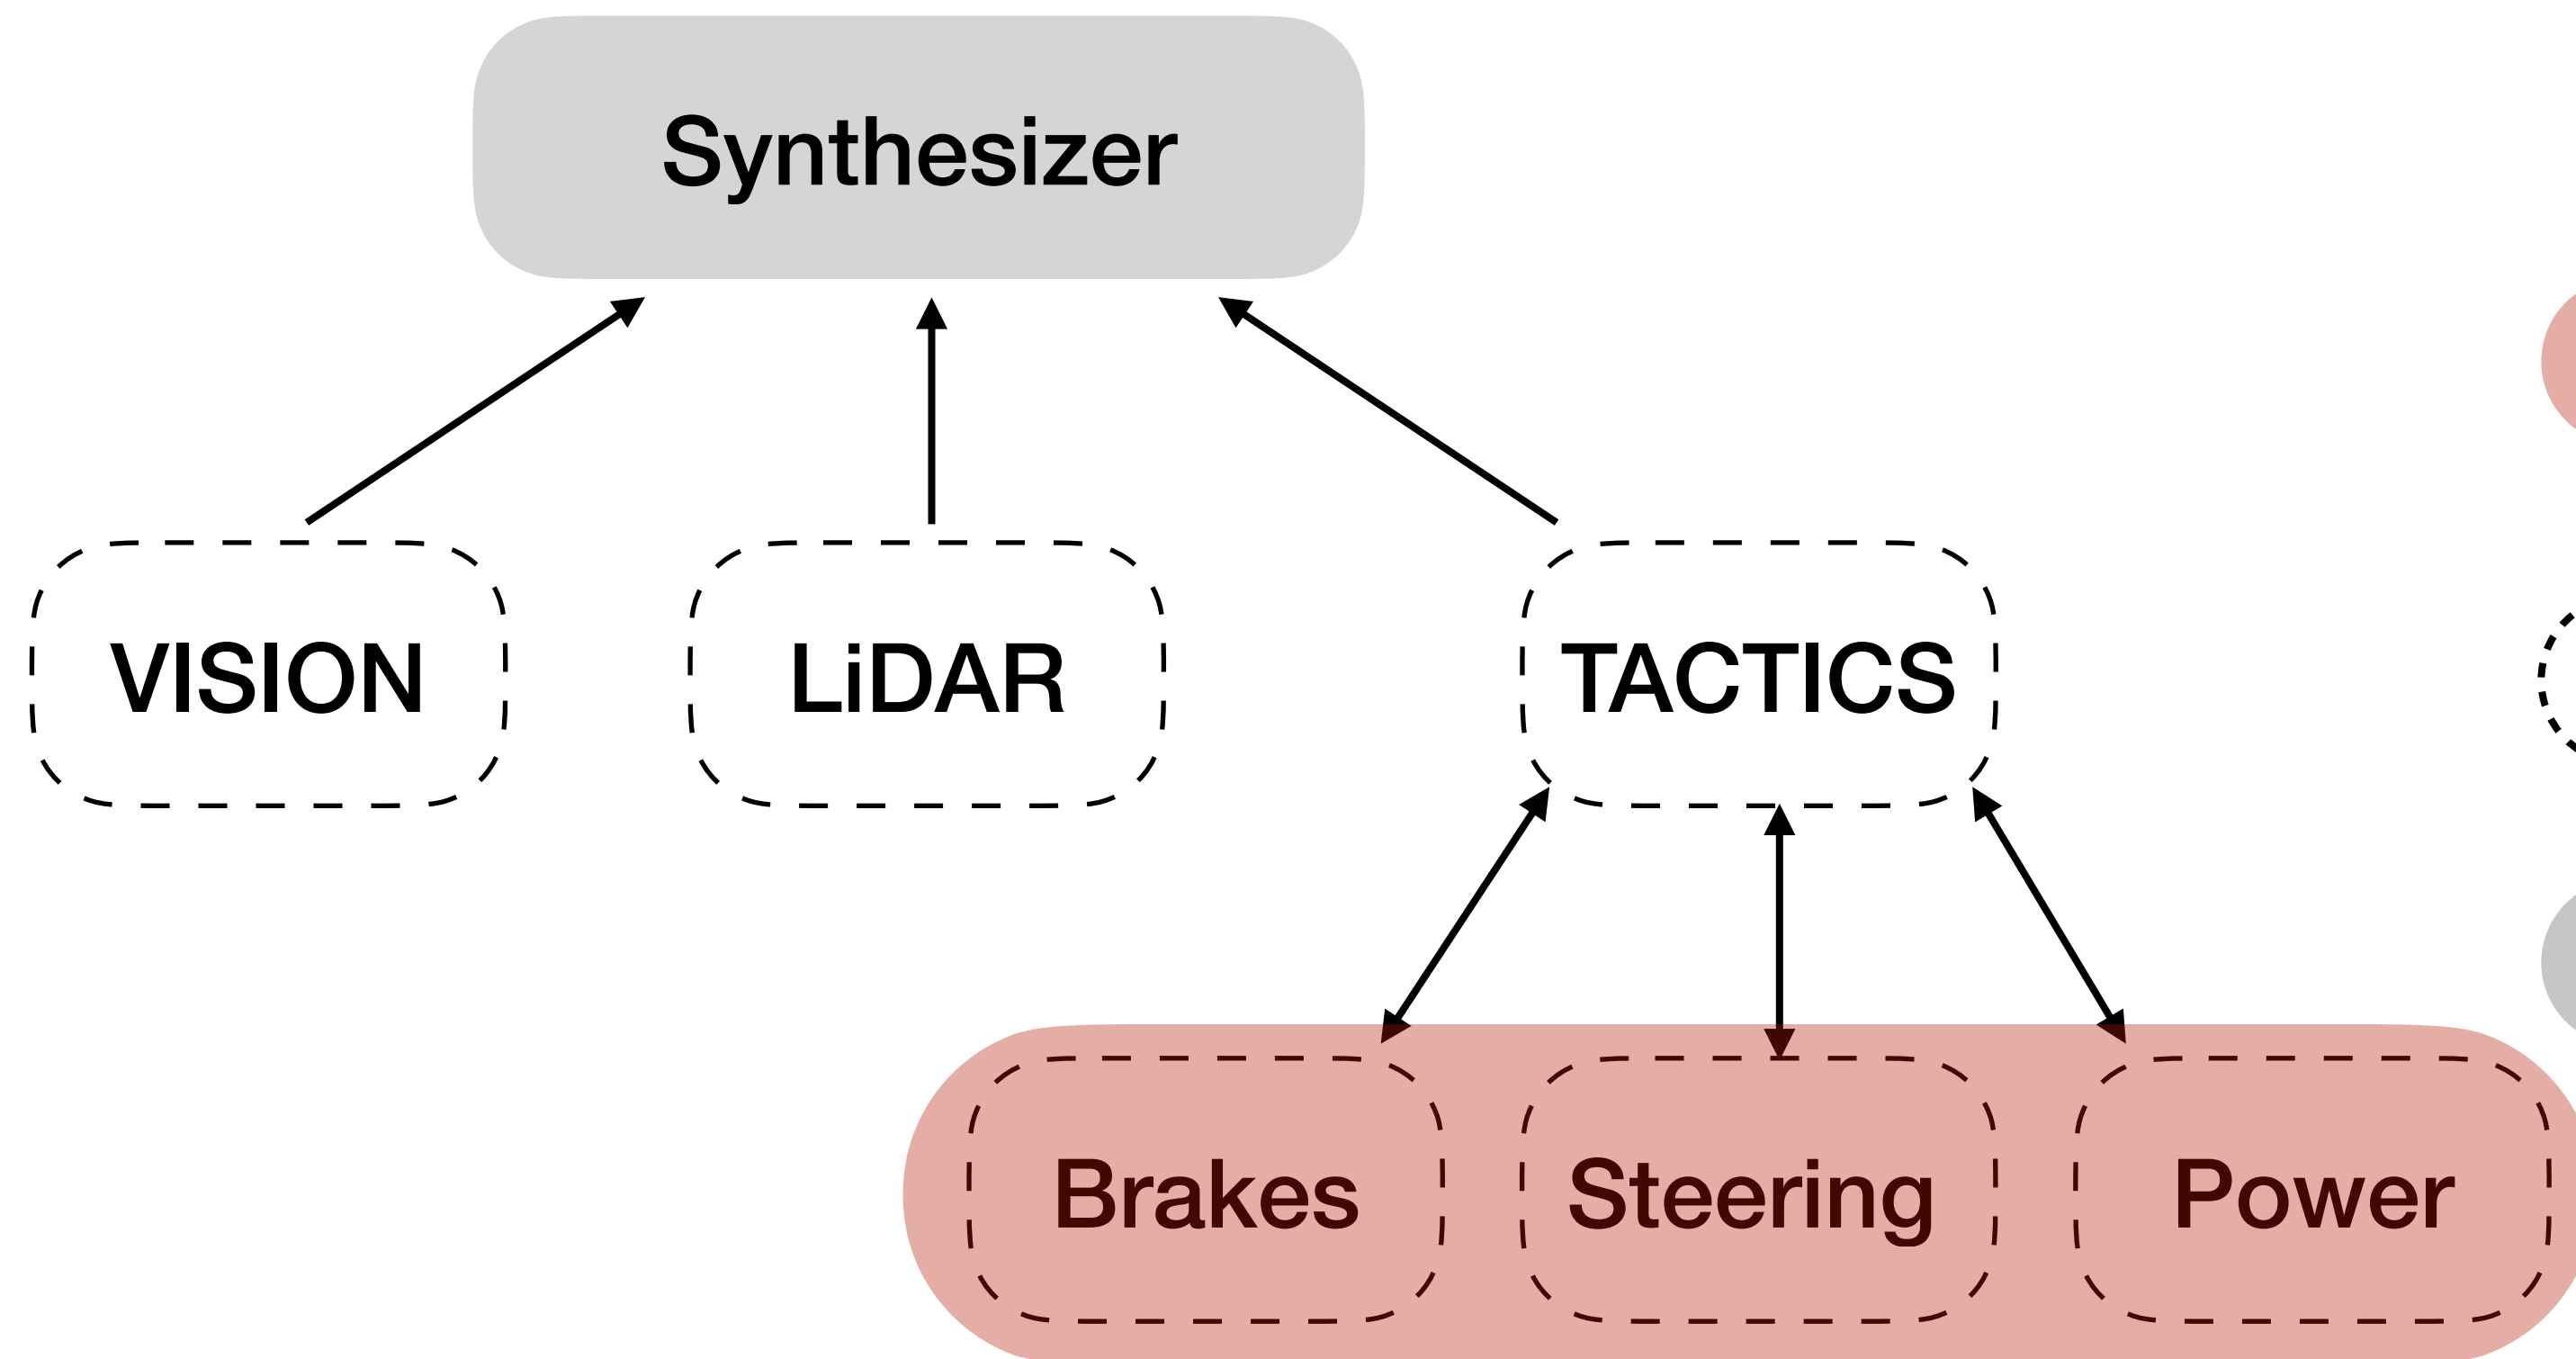 Synthesizer
VISION
LiDAR
TACTICS
Brakes
Steering
Power